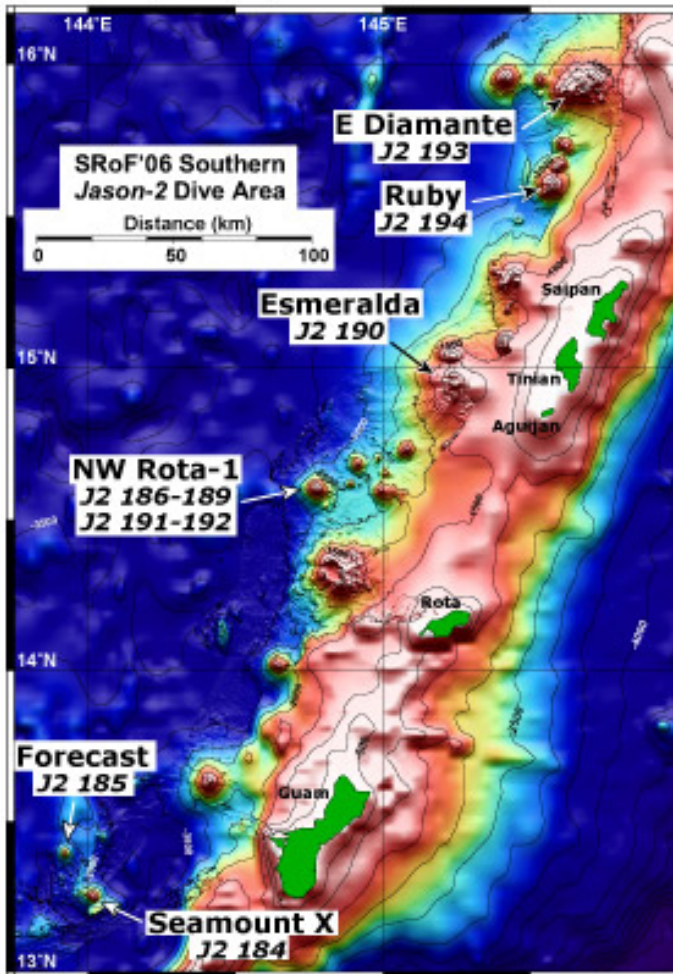 144°E
145°E
16°N
E Diamante
J2 193
SRoF'06 Southern
Jason-2 Dive Area
Distance (km)
0 50 100
Ruby
J2 194
Saipan
Esmeralda
J2 190
15°N
Tinian
Aguijan
NW Rota-1
J2 186-189
J2 191-192
Rota
14°N
Forecast
J2 185
Guam
Seamount X
J2 184
13°N